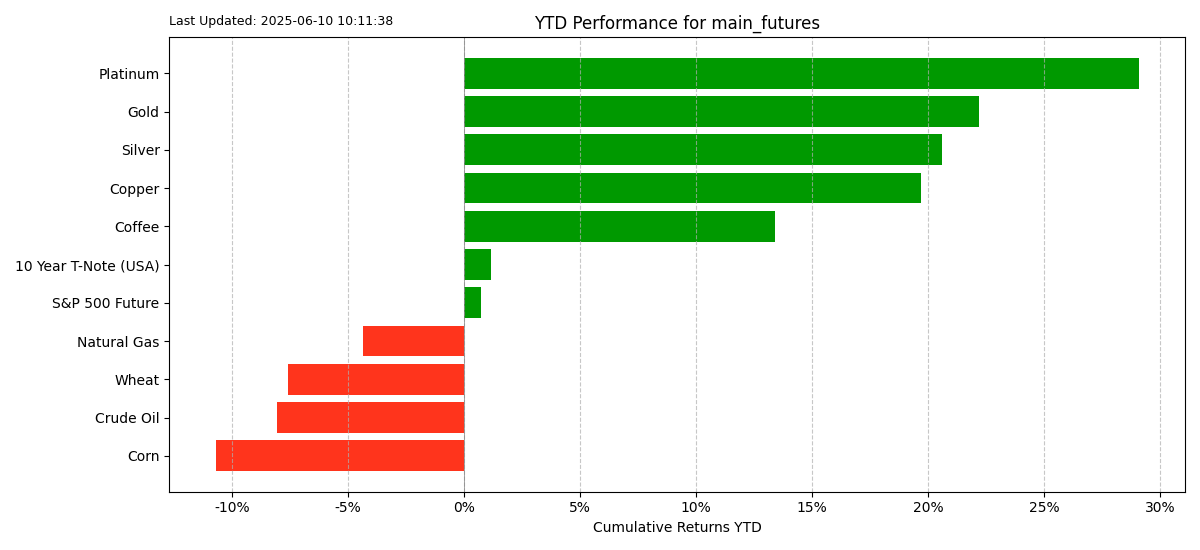 Last Updated: 2025-06-10 10:11:38
YTD Performance for main_futures
Platinum
Gold
Silver
Copper
Coffee
10 Year T-Note (USA)
S&P 500 Future
Natural Gas
Wheat
Crude Oil
Corn
-10% -5% 0% 5% 10% 15% 20% 25% 30%
Cumulative Returns YTD